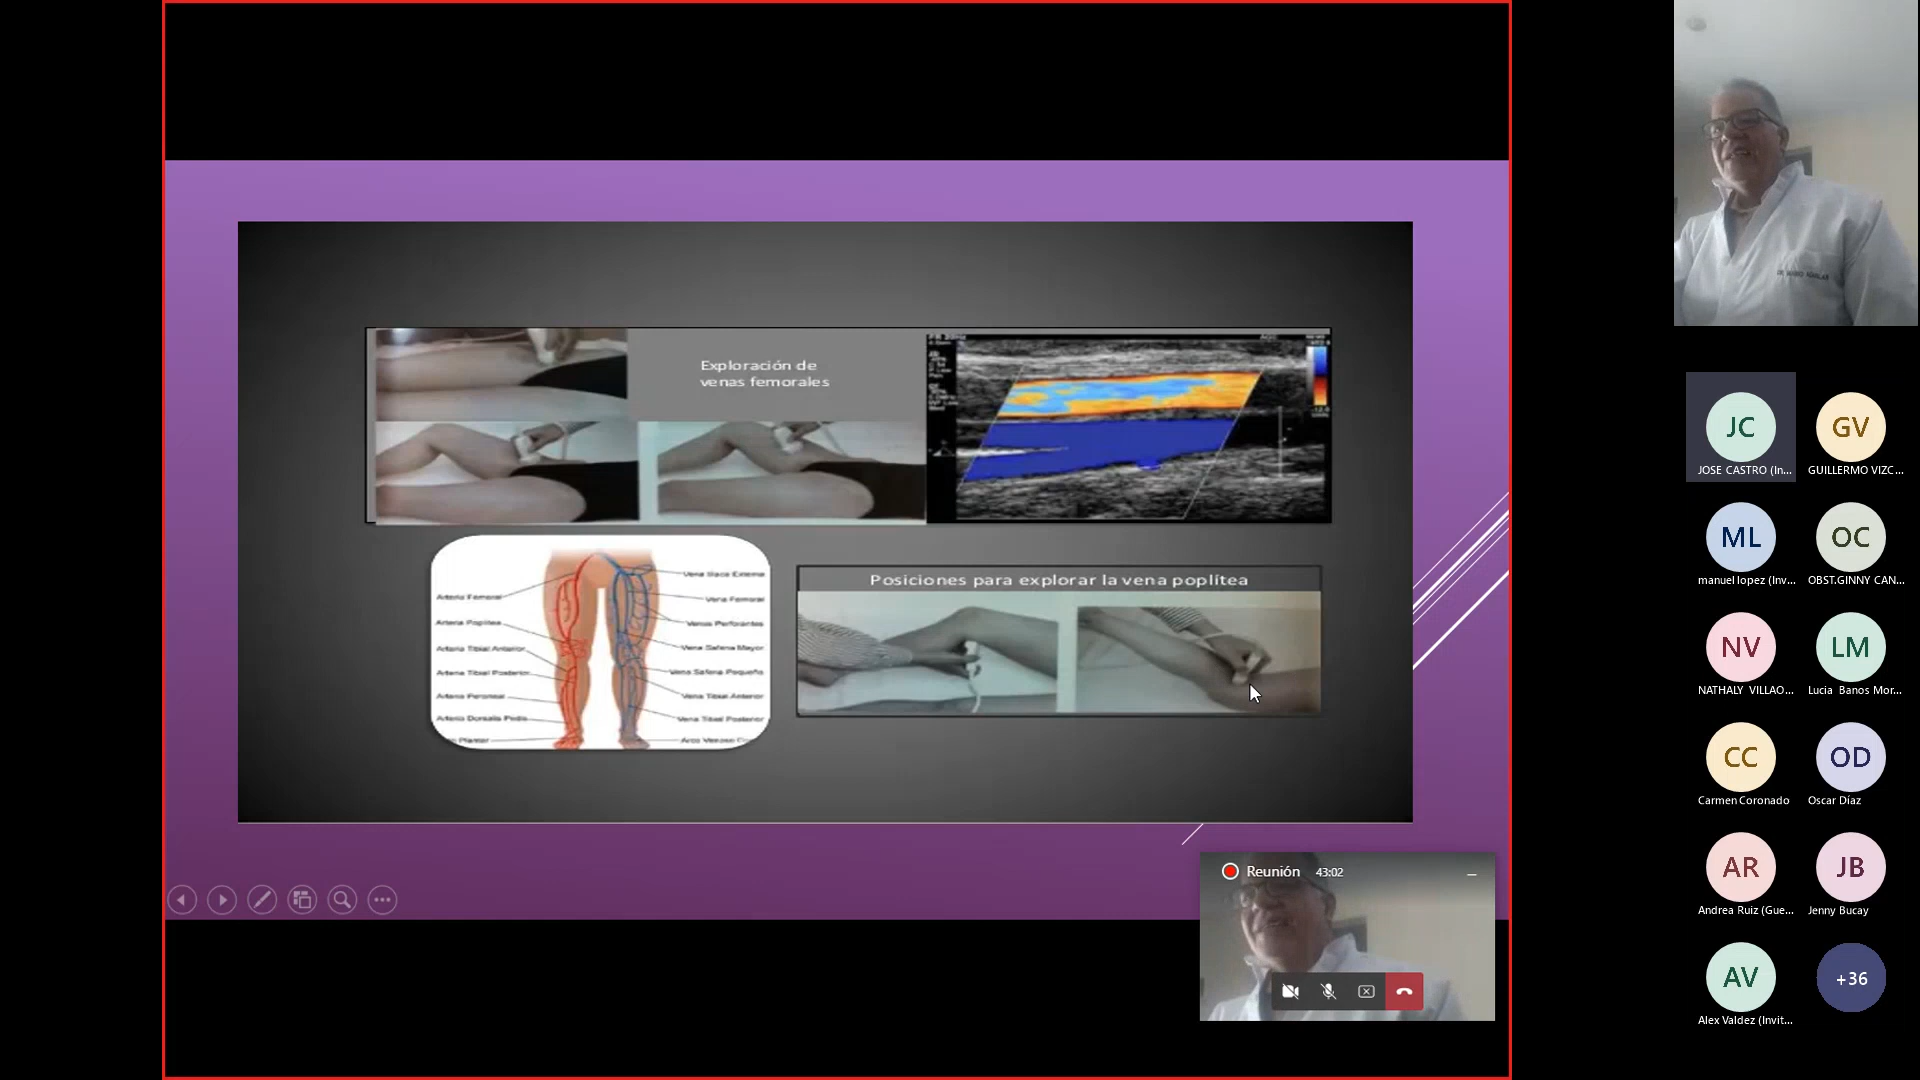 Exploración de
venas femorales
Arteria Femoral
Arteria Poplitea
Arteria Tibial Anterior
Arteria Tibial Posterior
Arteria Peroneal
Arteria Dorsalis Pedis
Plantar
Vena Iliaca Externa
Vena Femoral
Venas Perforantes
Vena Safena Mayor
Vena Safena Pequeña
Vena Tibial Anterior
Vena Tibial Posterior
Arco Venoso
Posiciones para explorar la vena poplítea
Reunión 43:02
JC
JOSE CASTRO (In...
GV
GUILLERMO VIZC...
ML
manuel lopez (Inv...
OC
OBST.GINNY CAN...
NV
NATHALY VILLAO...
LM
Lucia Banos Mor...
CC
Carmen Coronado
OD
Oscar Díaz
AR
Andrea Ruiz (Gue...
JB
Jenny Bucay
AV
Alex Valdez (Invit...
+36